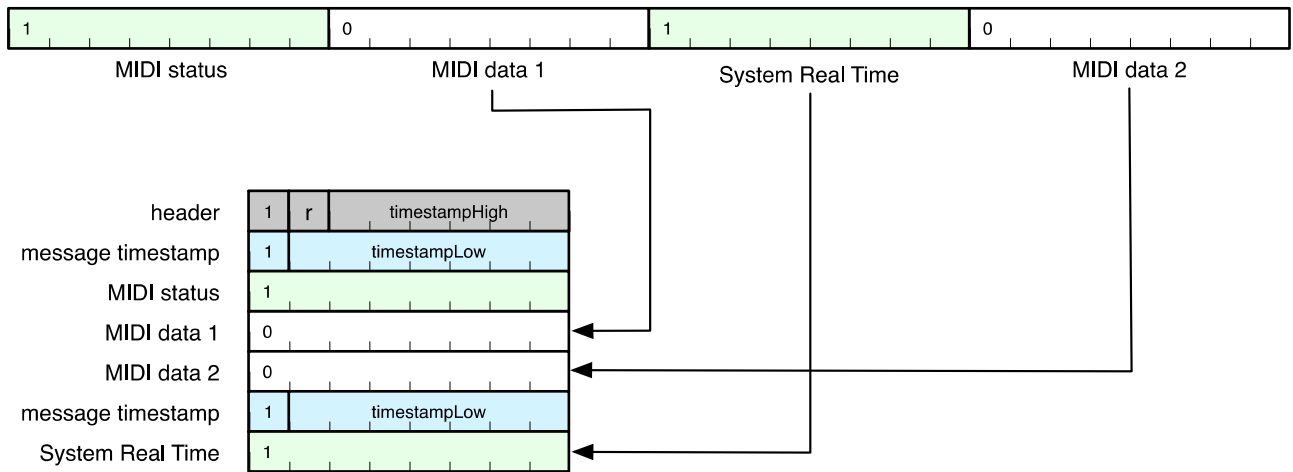 1 0 1 0
MIDI status MIDI data 1 System Real Time MIDI data 2
header 1 r timestampHigh
message timestamp 1 timestampLow
MIDI status 1
MIDI data 1 0
MIDI data 2 0
message timestamp 1 timestampLow
System Real Time 1